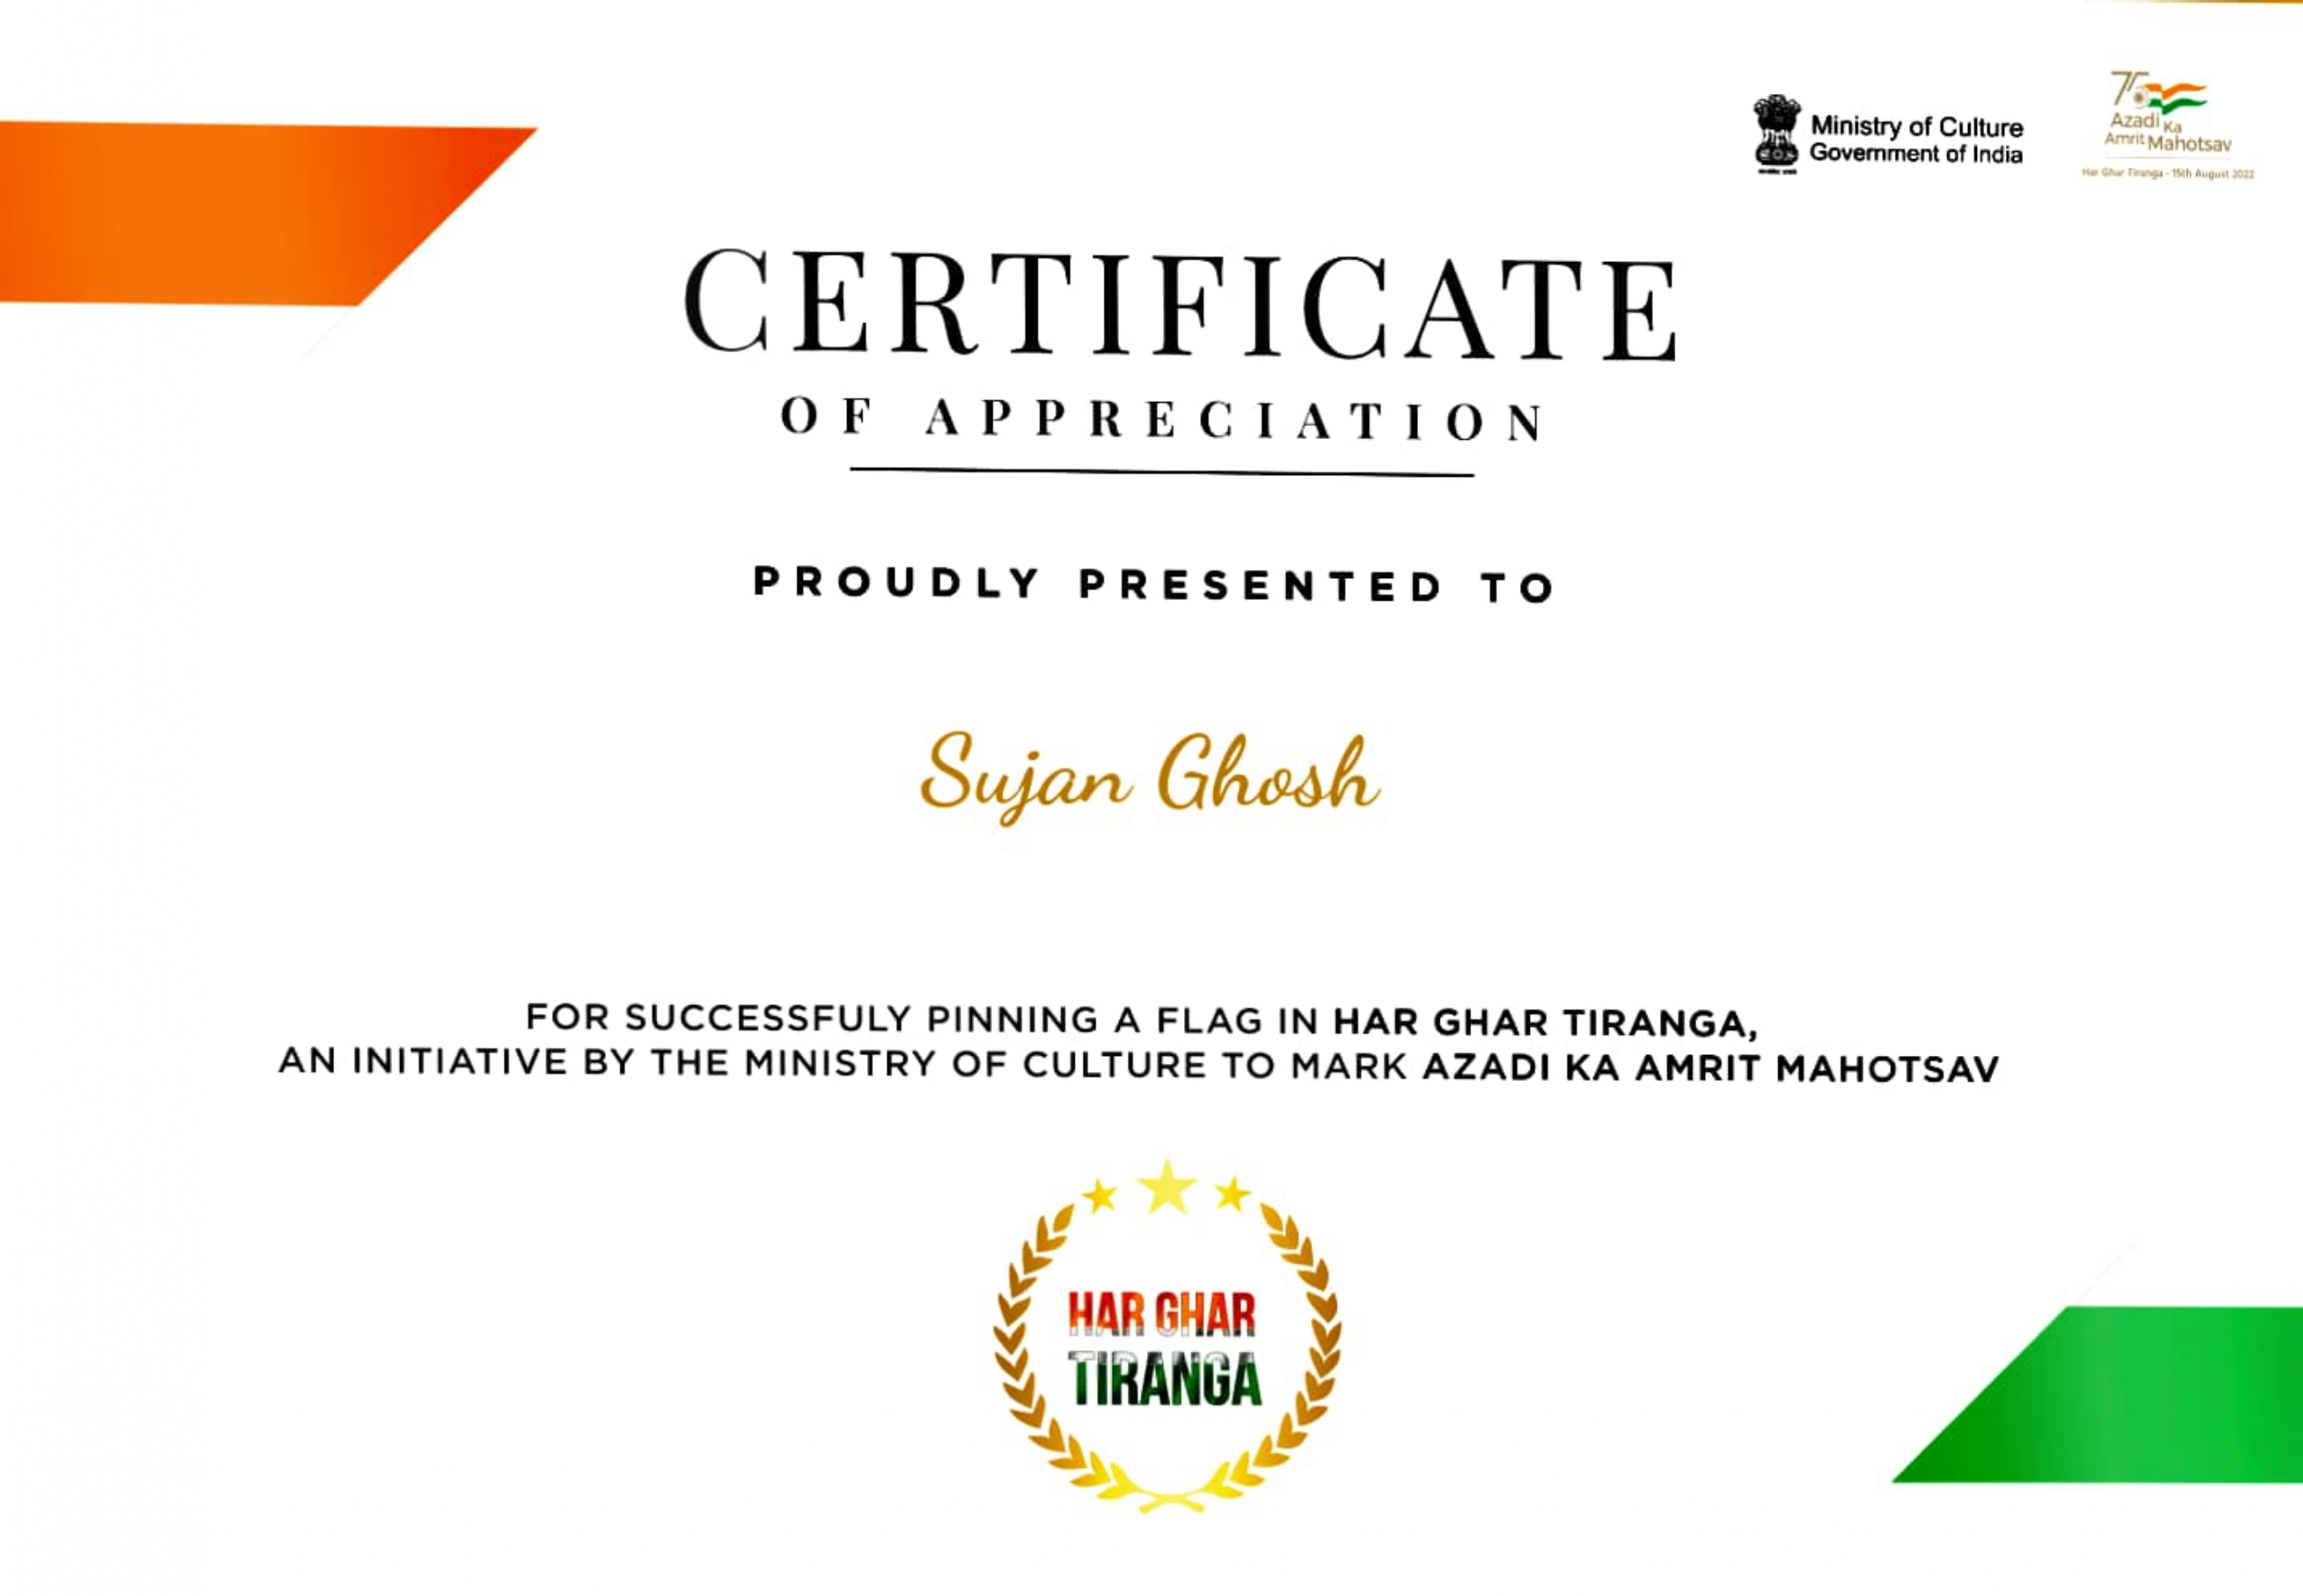 Ministry of Culture
Government of India
75
Azadi Ka
Amrit Mahotsav
Har Ghar Tiranga - 15th August 2022
CERTIFICATE
OF APPRECIATION
PROUDLY PRESENTED TO
Sujan Ghosh
FOR SUCCESSFULY PINNING A FLAG IN HAR GHAR TIRANGA,
AN INITIATIVE BY THE MINISTRY OF CULTURE TO MARK AZADI KA AMRIT MAHOTSAV
HAR GHAR
TIRANGA